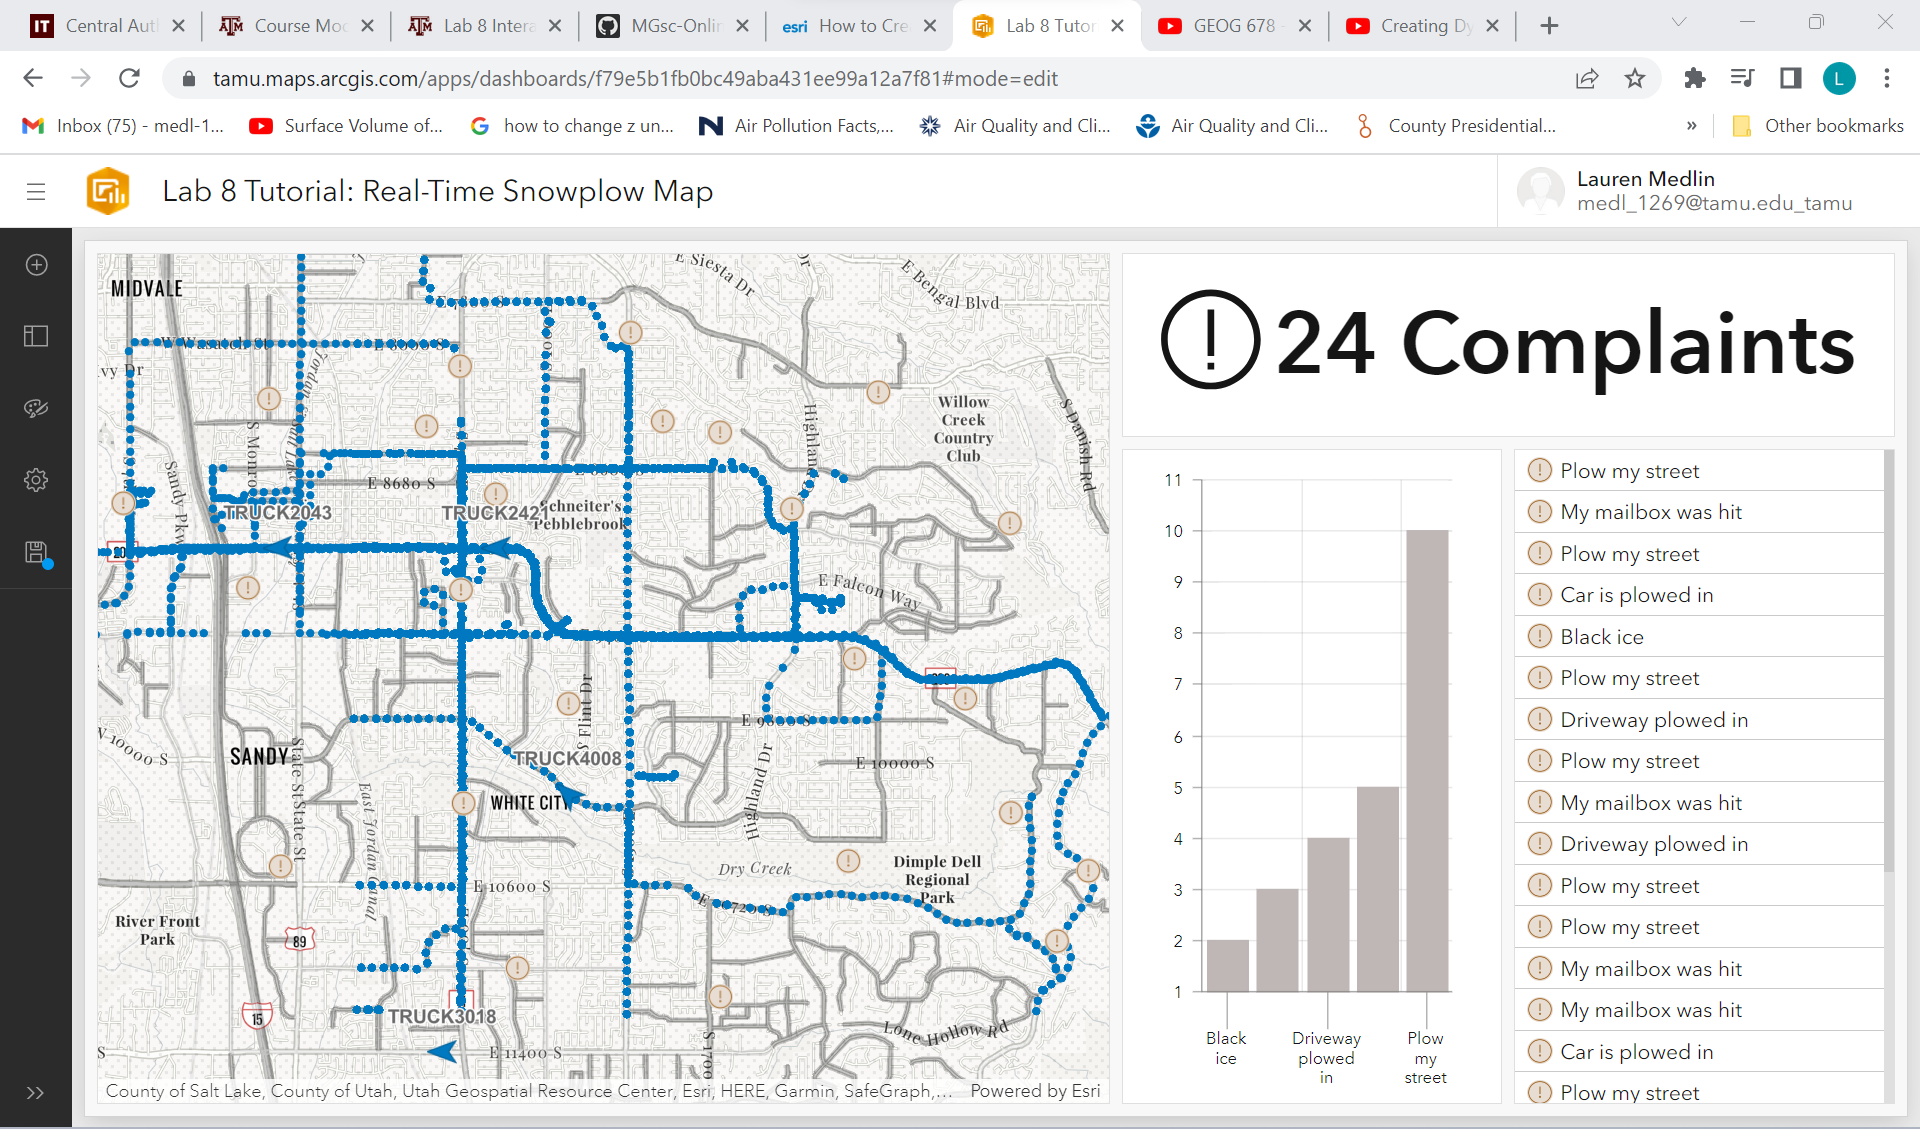 Central Aut
Course Mod
Lab 8 Intera
MGsc-Onlin
esri How to Cre
Lab 8 Tutor
GEOG 678 -
Creating Dy
tamu.maps.arcgis.com/apps/dashboards/f79e5b1fb0bc49aba431ee99a12a7f81#mode=edit
L
Inbox (75) - medl-1...
Surface Volume of...
how to change z un...
Air Pollution Facts,...
Air Quality and Cli...
Air Quality and Cli...
County Presidential...
»
Other bookmarks
Lab 8 Tutorial: Real-Time Snowplow Map
Lauren Medlin
medl_1269@tamu.edu_tamu
MIDVALE
E Siesta Dr
E Bengal Blvd
W Wasatch St
E 8000 S
Willow
Creek
Country
Club
S Danish Rd
Highland
S Monro
Sandy Pkw
E 8680 S
TRUCK2043
TRUCK2421
Schneiter's
Pebblebrook
E Falcon Way
S Flint Dr
E 9800 S
W 10000 S
SANDY
State St
State St
TRUCK4008
E 10000 S
WHITE CITY
Highland Dr
East Jordan Canal
Dry Creek
Dimple Dell
Regional
Park
E 10600 S
River Front
Park
89
15
TRUCK3018
Lone Hollow Rd
S 1700
E 11400 S
County of Salt Lake, County of Utah, Utah Geospatial Resource Center, Esri, HERE, Garmin, SafeGraph,...
Powered by Esri
24 Complaints
11
10
9
8
7
6
5
4
3
2
1
Black
ice
Driveway
plowed
in
Plow
my
street
Plow my street
My mailbox was hit
Plow my street
Car is plowed in
Black ice
Plow my street
Driveway plowed in
Plow my street
My mailbox was hit
Driveway plowed in
Plow my street
Plow my street
My mailbox was hit
My mailbox was hit
Car is plowed in
Plow my street